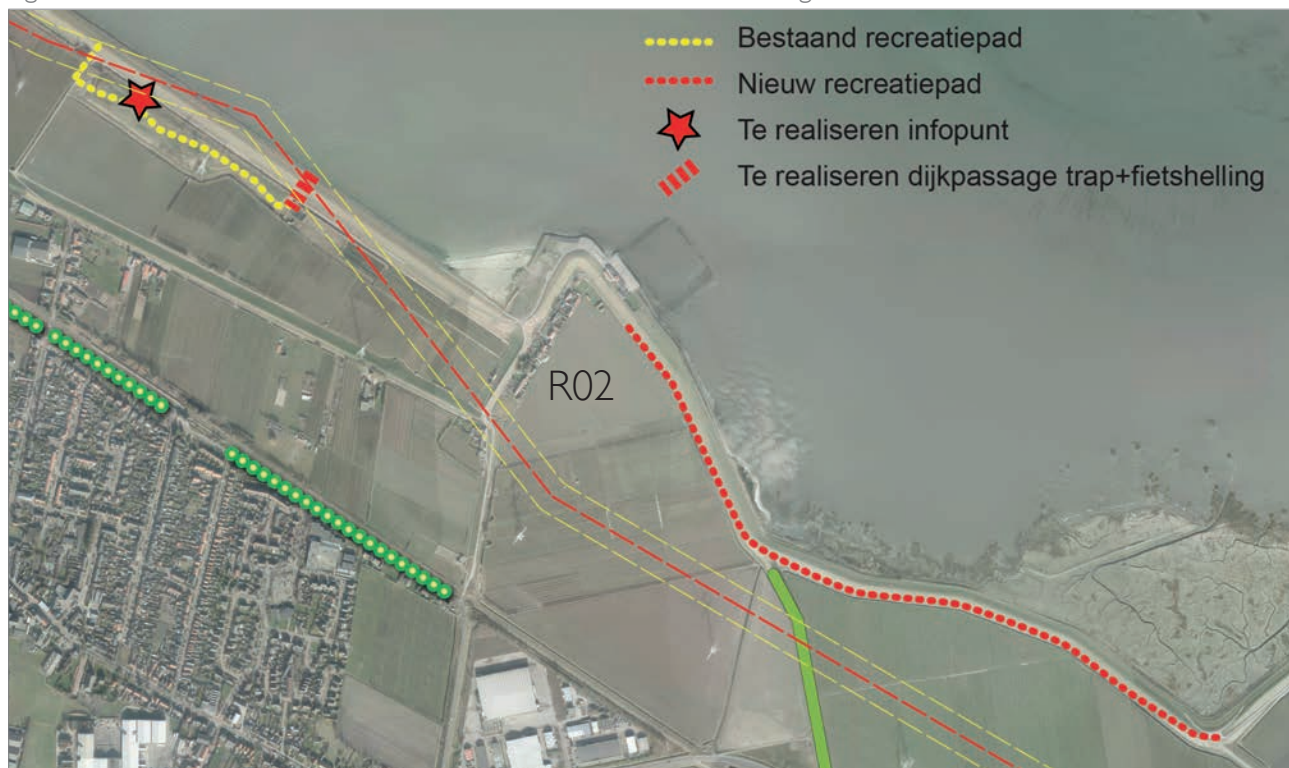 Bestaand recreatiepad
Nieuw recreatiepad
Te realiseren infopunt
Te realiseren dijkpassage trap+fietshelling
R02